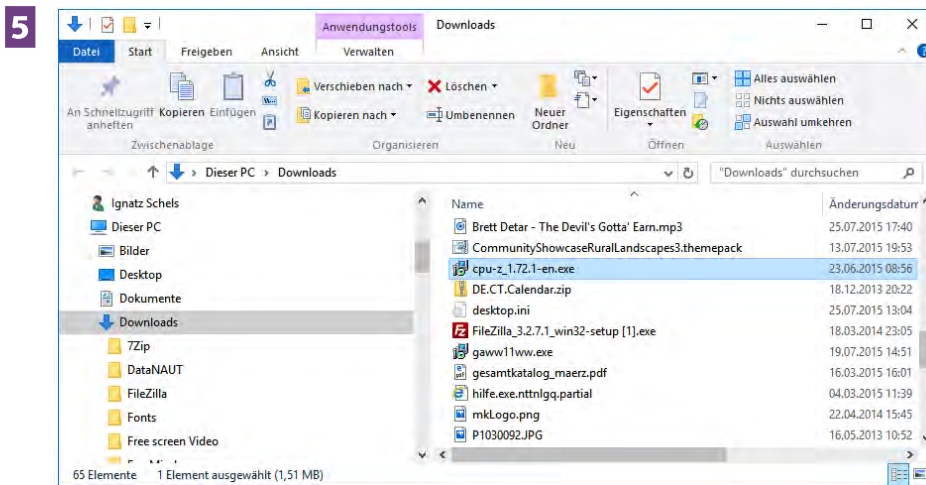 5
Anwendungstools Downloads
Datei Start Freigeben Ansicht Verwalten
An Schnellzugriff anheften
Kopieren
Einfügen
Verschieben nach
Kopieren nach
Löschen
Umbenennen
Neuer Ordner
Eigenschaften
Alles auswählen
Nichts auswählen
Auswahl umkehren
Zwischenablage Organisieren Neu Öffnen Auswählen
Dieser PC > Downloads "Downloads" durchsuchen
Ignatz Schels
Dieser PC
Bilder
Desktop
Dokumente
Downloads
7Zip
DataNAUT
FileZilla
Fonts
Free screen Video
Name Änderungsdatum
Brett Detar - The Devil's Gotta' Earn.mp3 25.07.2015 17:40
CommunityShowcaseRuralLandscapes3.themepack 13.07.2015 19:53
cpu-z_1.72.1-en.exe 23.06.2015 08:56
DE.CT.Calendar.zip 18.12.2013 20:22
desktop.ini 25.07.2015 13:04
FileZilla_3.2.7.1_win32-setup [1].exe 18.03.2014 23:05
gaww11ww.exe 19.07.2015 14:51
gesamtkatalog_maerz.pdf 16.03.2015 16:01
hilfe.exe.nttnlgq.partial 04.03.2015 11:39
mkLogo.png 22.04.2014 15:45
P1030092.JPG 16.05.2013 10:52
65 Elemente 1 Element ausgewählt (1,51 MB)